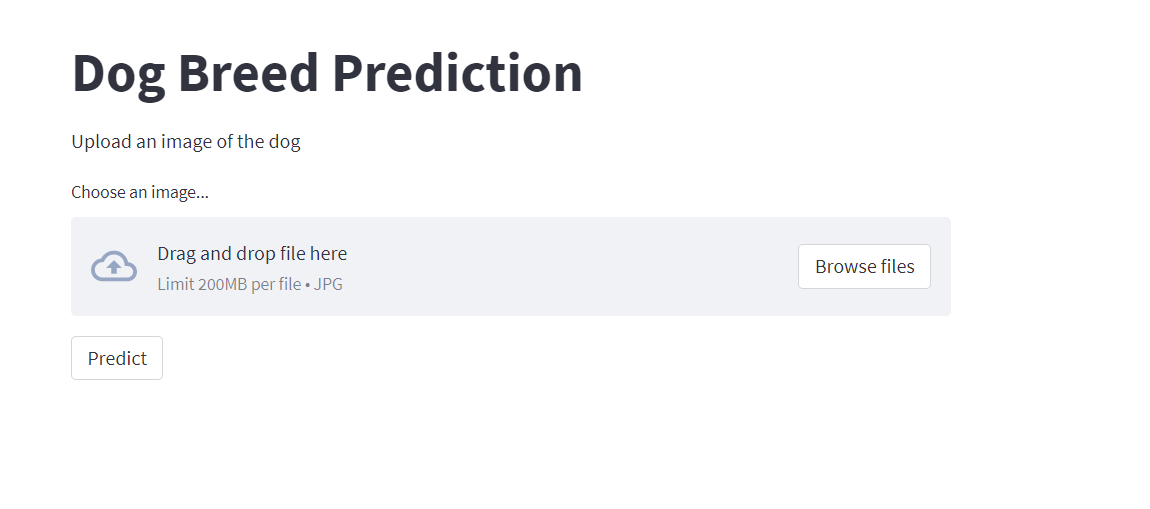 Dog Breed Prediction
Upload an image of the dog
Choose an image...
Drag and drop file here
Limit 200MB per file • JPG
Browse files
Predict